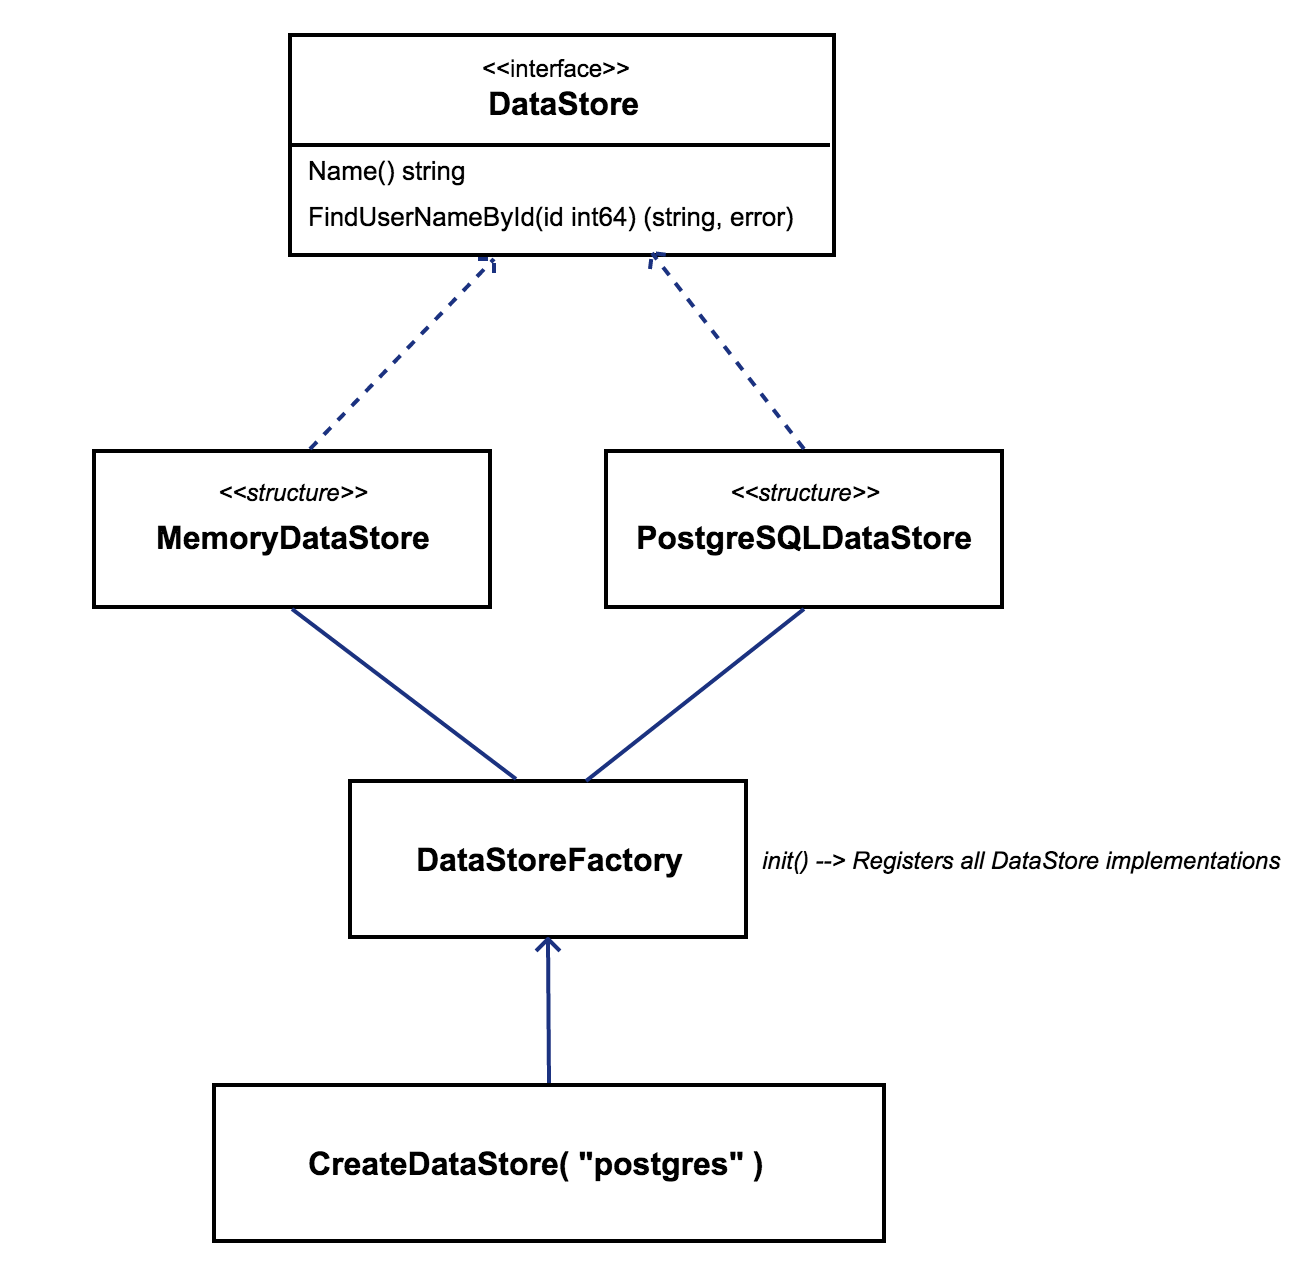 <<interface>>
DataStore
Name() string
FindUserNameById(id int64) (string, error)
<<structure>>
MemoryDataStore
<<structure>>
PostgreSQLDataStore
DataStoreFactory
init() --> Registers all DataStore implementations
CreateDataStore( "postgres" )